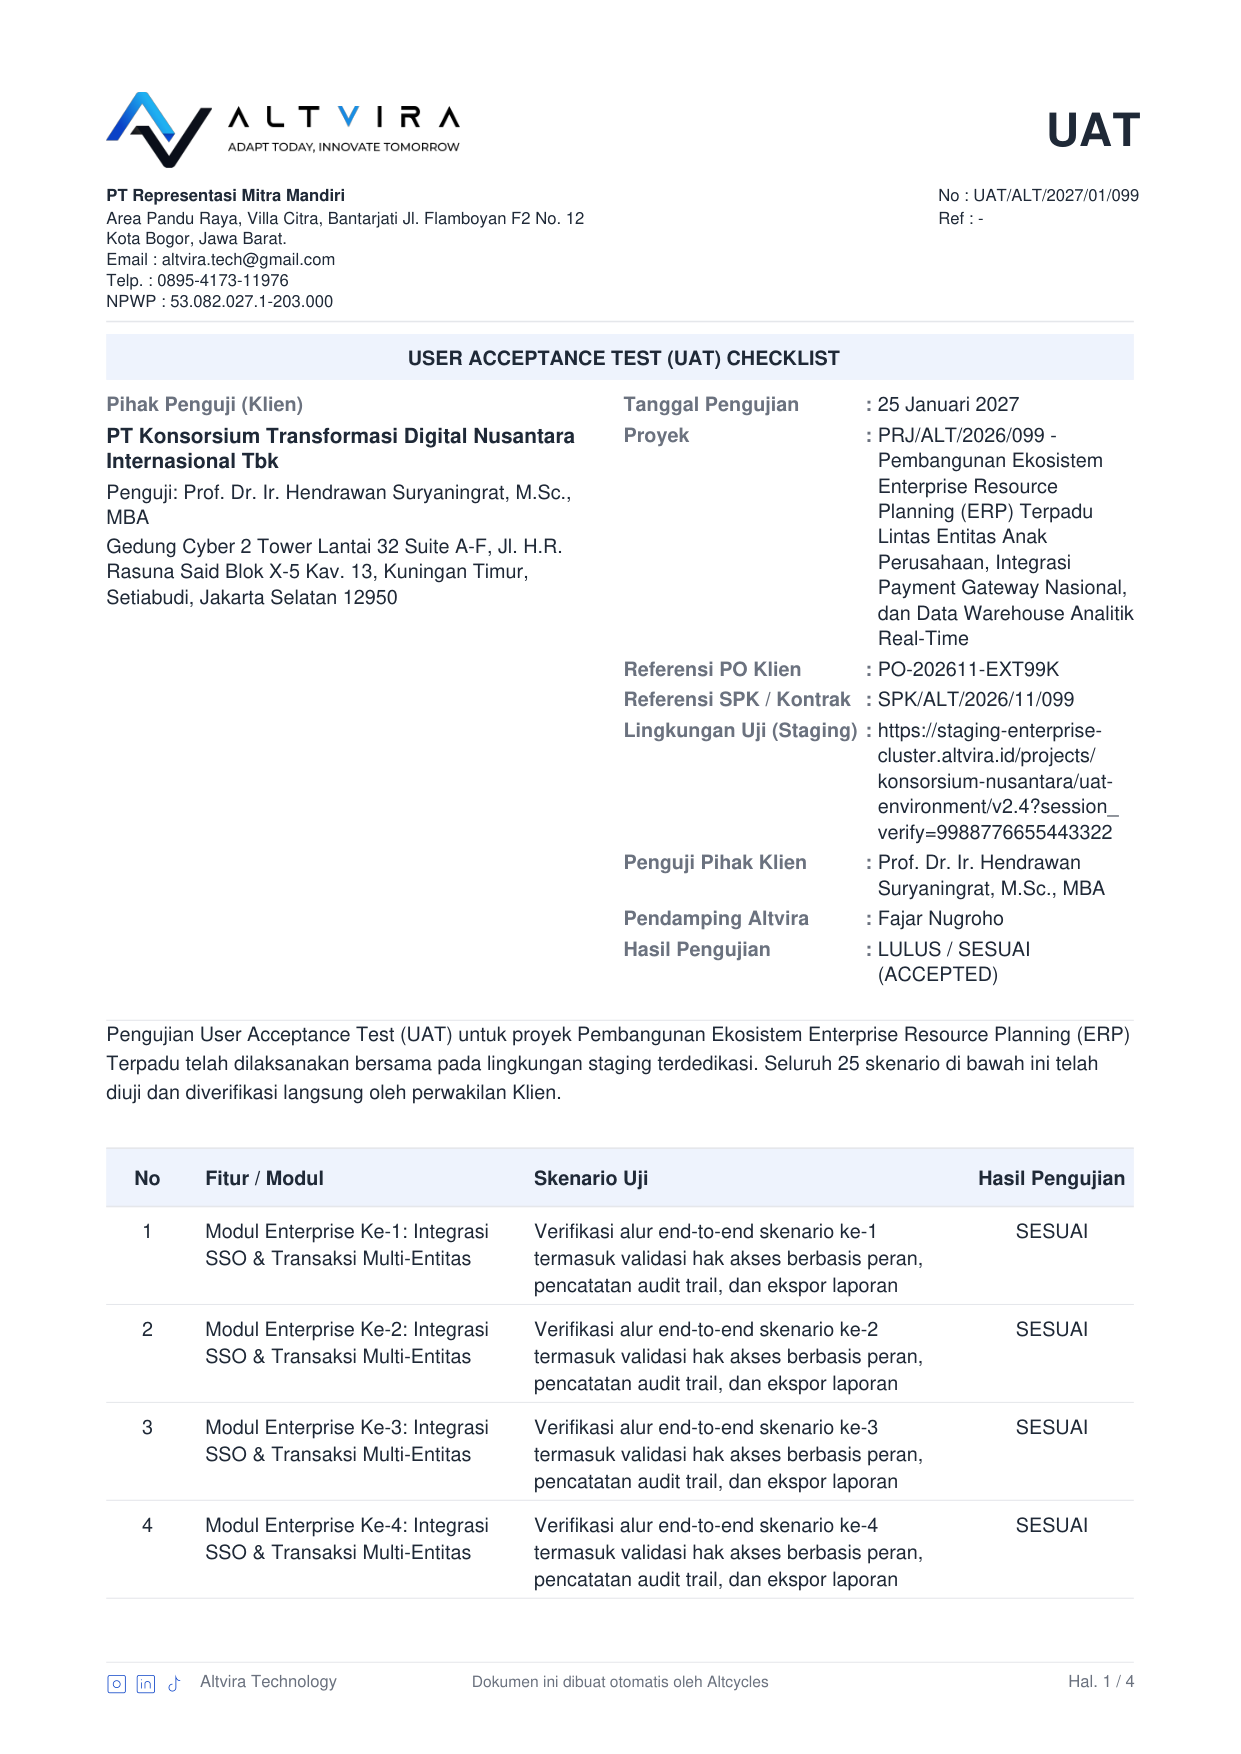 ALTVIRA
ADAPT TODAY, INNOVATE TOMORROW
UAT
PT Representasi Mitra Mandiri
Area Pandu Raya, Villa Citra, Bantarjati Jl. Flamboyan F2 No. 12
Kota Bogor, Jawa Barat.
Email : altvira.tech@gmail.com
Telp. : 0895-4173-11976
NPWP : 53.082.027.1-203.000
No : UAT/ALT/2027/01/099
Ref : -
USER ACCEPTANCE TEST (UAT) CHECKLIST
Pihak Penguji (Klien)
PT Konsorsium Transformasi Digital Nusantara
Internasional Tbk
Penguji: Prof. Dr. Ir. Hendrawan Suryaningrat, M.Sc.,
MBA
Gedung Cyber 2 Tower Lantai 32 Suite A-F, Jl. H.R.
Rasuna Said Blok X-5 Kav. 13, Kuningan Timur,
Setiabudi, Jakarta Selatan 12950
Tanggal Pengujian : 25 Januari 2027
Proyek : PRJ/ALT/2026/099 -
Pembangunan Ekosistem
Enterprise Resource
Planning (ERP) Terpadu
Lintas Entitas Anak
Perusahaan, Integrasi
Payment Gateway Nasional,
dan Data Warehouse Analitik
Real-Time
Referensi PO Klien : PO-202611-EXT99K
Referensi SPK / Kontrak : SPK/ALT/2026/11/099
Lingkungan Uji (Staging) : https://staging-enterprise-
cluster.altvira.id/projects/
konsorsium-nusantara/uat-
environment/v2.4?session_
verify=9988776655443322
Penguji Pihak Klien : Prof. Dr. Ir. Hendrawan
Suryaningrat, M.Sc., MBA
Pendamping Altvira : Fajar Nugroho
Hasil Pengujian : LULUS / SESUAI
(ACCEPTED)
Pengujian User Acceptance Test (UAT) untuk proyek Pembangunan Ekosistem Enterprise Resource Planning (ERP)
Terpadu telah dilaksanakan bersama pada lingkungan staging terdedikasi. Seluruh 25 skenario di bawah ini telah
diuji dan diverifikasi langsung oleh perwakilan Klien.
No Fitur / Modul Skenario Uji Hasil Pengujian
1 Modul Enterprise Ke-1: Integrasi Verifikasi alur end-to-end skenario ke-1 SESUAI
SSO & Transaksi Multi-Entitas termasuk validasi hak akses berbasis peran,
pencatatan audit trail, dan ekspor laporan
2 Modul Enterprise Ke-2: Integrasi Verifikasi alur end-to-end skenario ke-2 SESUAI
SSO & Transaksi Multi-Entitas termasuk validasi hak akses berbasis peran,
pencatatan audit trail, dan ekspor laporan
3 Modul Enterprise Ke-3: Integrasi Verifikasi alur end-to-end skenario ke-3 SESUAI
SSO & Transaksi Multi-Entitas termasuk validasi hak akses berbasis peran,
pencatatan audit trail, dan ekspor laporan
4 Modul Enterprise Ke-4: Integrasi Verifikasi alur end-to-end skenario ke-4 SESUAI
SSO & Transaksi Multi-Entitas termasuk validasi hak akses berbasis peran,
pencatatan audit trail, dan ekspor laporan
Altvira Technology Dokumen ini dibuat otomatis oleh Altcycles Hal. 1 / 4